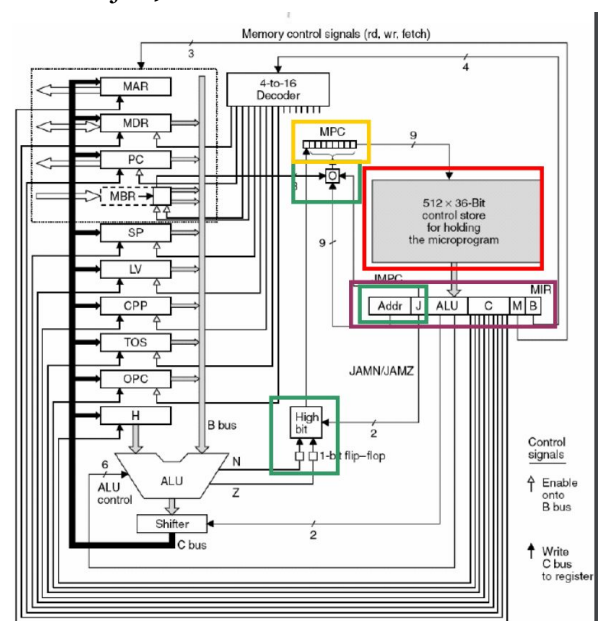 Memory control signals (rd, wr, fetch)
3
4
MAR
4-to-16
Decoder
MDR
MPC
9
PC
O
8
MBR
512 × 36-Bit
control store
for holding
the microprogram
SP
9
LV
JMPC
MIR
CPP
Addr
J
ALU
C
M
B
TOS
JAMN/JAMZ
OPC
H
B bus
High
bit
2
1-bit flip–flop
Control
signals
6
ALU
control
ALU
N
Z
Enable
onto
B bus
Shifter
2
C bus
Write
C bus
to register